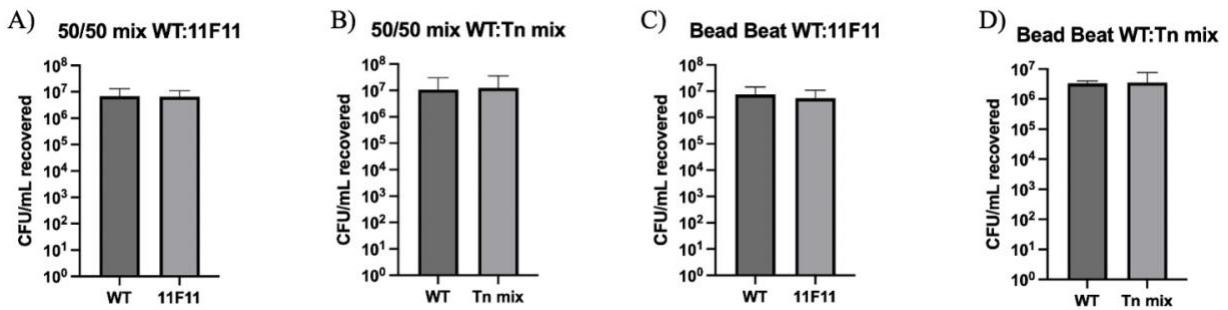 A) 50/50 mix WT:11F11
CFU/mL recovered
10⁸
10⁷
10⁶
10⁵
10⁴
10³
10²
10¹
10⁰
WT 11F11
B) 50/50 mix WT:Tn mix
CFU/mL recovered
10⁸
10⁷
10⁶
10⁵
10⁴
10³
10²
10¹
10⁰
WT Tn mix
C) Bead Beat WT:11F11
CFU/mL recovered
10⁸
10⁷
10⁶
10⁵
10⁴
10³
10²
10¹
10⁰
WT 11F11
D) Bead Beat WT:Tn mix
CFU/mL recovered
10⁷
10⁶
10⁵
10⁴
10³
10²
10¹
10⁰
WT Tn mix